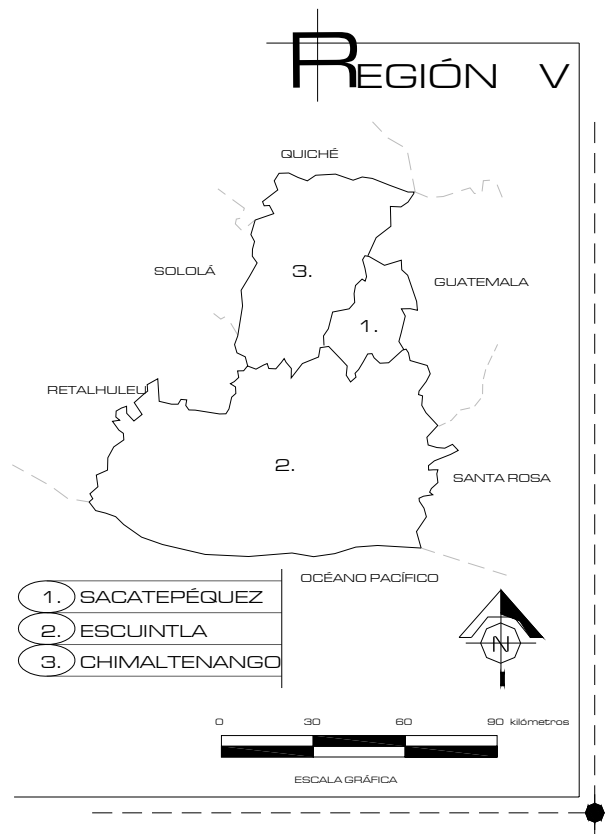 REGIÓN V
QUICHÉ
SOLOLÁ
3.
GUATEMALA
1.
RETALHULEU
2.
SANTA ROSA
OCÉANO PACÍFICO
1. SACATEPÉQUEZ
2. ESCUINTLA
3. CHIMALTENANGO
N
0 30 60 90 kilómetros
ESCALA GRÁFICA